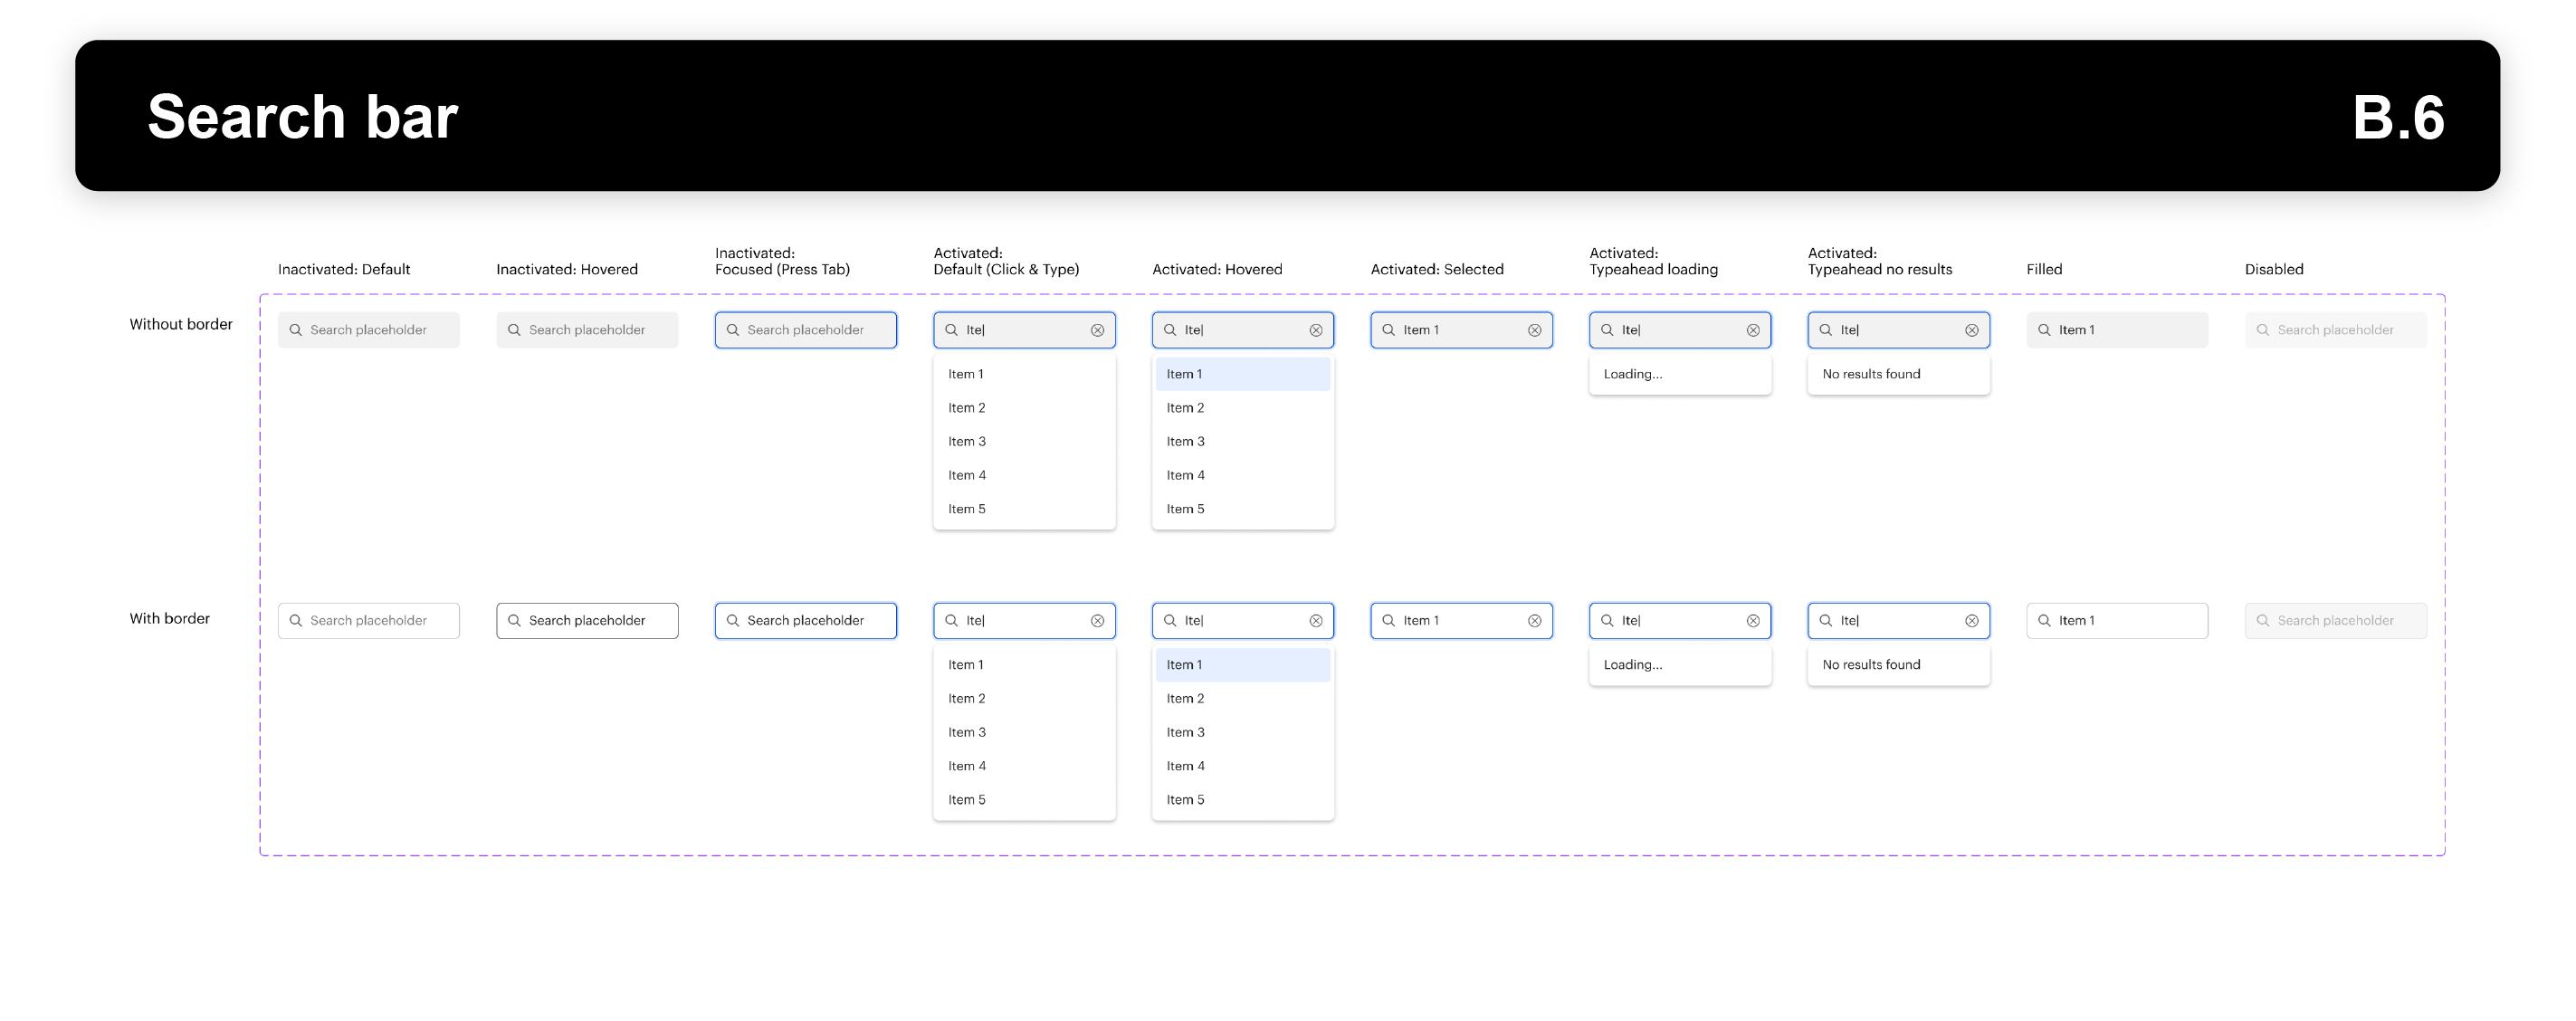 Search bar
B.6
Inactivated: Default
Inactivated: Hovered
Inactivated:
Focused (Press Tab)
Activated:
Default (Click & Type)
Activated: Hovered
Activated: Selected
Activated:
Typeahead loading
Activated:
Typeahead no results
Filled
Disabled
Without border
Search placeholder
Search placeholder
Search placeholder
Ite|
Item 1
Item 2
Item 3
Item 4
Item 5
Ite|
Item 1
Item 2
Item 3
Item 4
Item 5
Item 1
Ite|
Loading...
Ite|
No results found
Item 1
Search placeholder
With border
Search placeholder
Search placeholder
Search placeholder
Ite|
Item 1
Item 2
Item 3
Item 4
Item 5
Ite|
Item 1
Item 2
Item 3
Item 4
Item 5
Item 1
Ite|
Loading...
Ite|
No results found
Item 1
Search placeholder